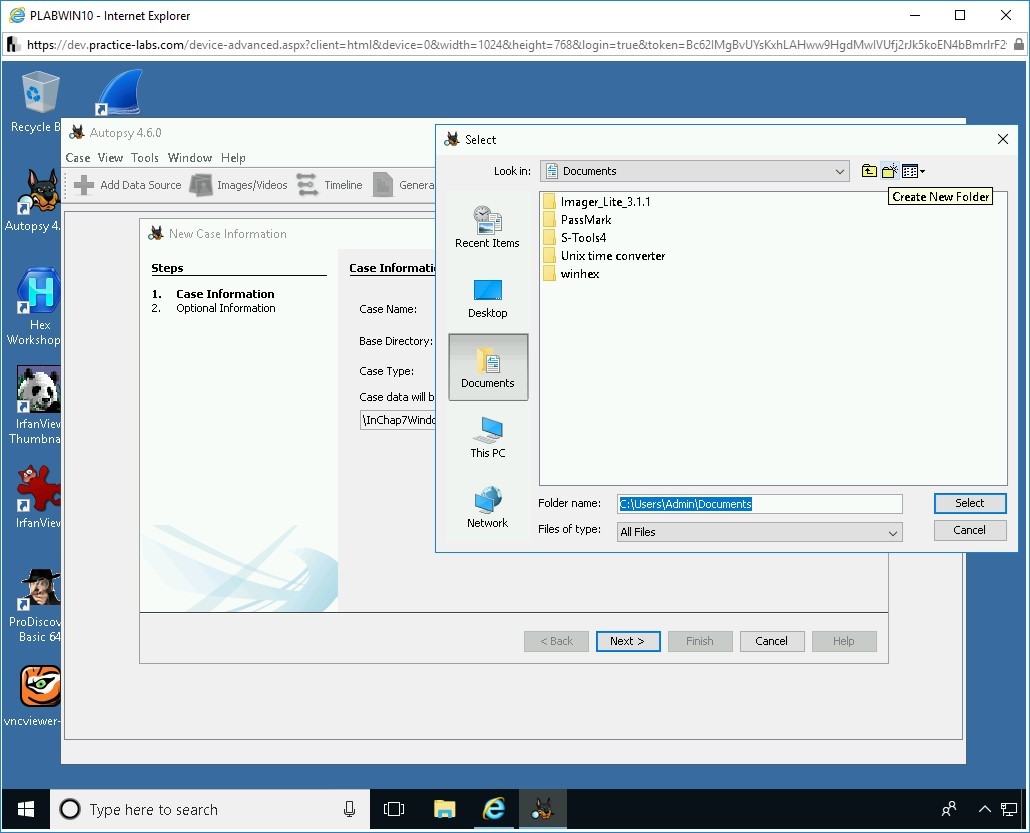 PLABWIN10 - Internet Explorer
https://dev.practice-labs.com/device-advanced.aspx?client=html&device=0&width=1024&height=768&login=true&token=
Recycle B
Autopsy 4.
Hex
Workshop
IrfanView
Thumbna
IrfanView
ProDiscov
Basic 64
vncviewer-
Autopsy 4.6.0
Case View Tools Window Help
Add Data Source Images/Videos Timeline Genera
New Case Information
Steps
1. Case Information
2. Optional Information
Case Informati
Case Name:
Base Directory:
Case Type:
Case data will b
\InChap7Windo
< Back Next > Finish Cancel Help
Select
Look in: Documents
Create New Folder
Recent Items
Desktop
Documents
This PC
Network
Imager_Lite_3.1.1
PassMark
S-Tools4
Unix time converter
winhex
Folder name: C:\Users\Admin\Documents Select
Files of type: All Files Cancel
Type here to search